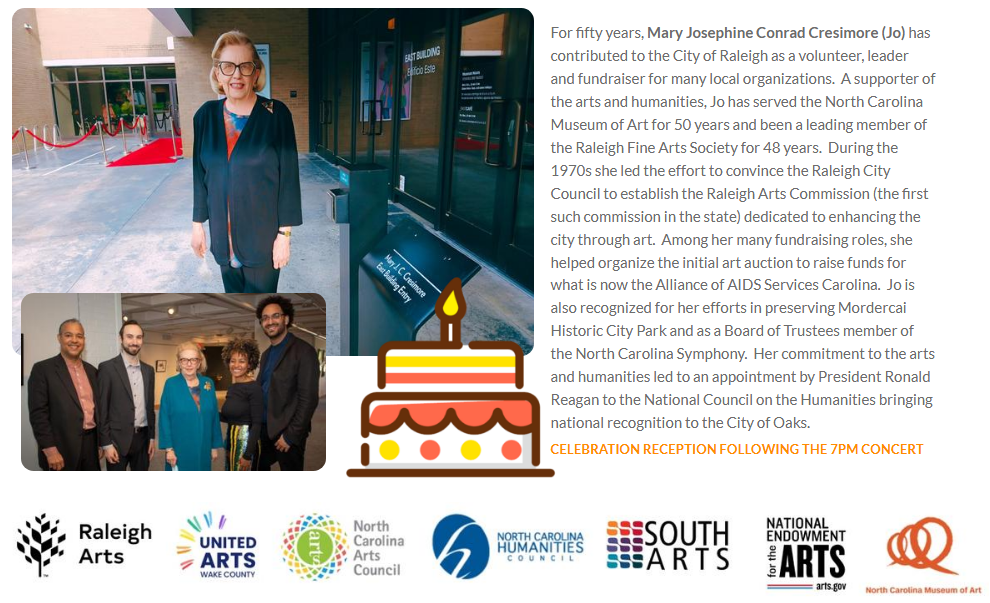 EAST BUILDING
Edificio Este
Mary J. C. Cresimore
East Building Entry
For fifty years, Mary Josephine Conrad Cresimore (Jo) has
contributed to the City of Raleigh as a volunteer, leader
and fundraiser for many local organizations.  A supporter of
the arts and humanities, Jo has served the North Carolina
Museum of Art for 50 years and been a leading member of
the Raleigh Fine Arts Society for 48 years.  During the
1970s she led the effort to convince the Raleigh City
Council to establish the Raleigh Arts Commission (the first
such commission in the state) dedicated to enhancing the
city through art.  Among her many fundraising roles, she
helped organize the initial art auction to raise funds for
what is now the Alliance of AIDS Services Carolina.  Jo is
also recognized for her efforts in preserving Mordercai
Historic City Park and as a Board of Trustees member of
the North Carolina Symphony.  Her commitment to the arts
and humanities led to an appointment by President Ronald
Reagan to the National Council on the Humanities bringing
national recognition to the City of Oaks.
CELEBRATION RECEPTION FOLLOWING THE 7PM CONCERT
Raleigh
Arts
UNITED
ARTS
WAKE COUNTY
arts
North
Carolina
Arts
Council
NORTH CAROLINA
HUMANITIES
COUNCIL
SOUTH
ARTS
NATIONAL
ENDOWMENT
for the
ARTS
arts.gov
North Carolina Museum of Art